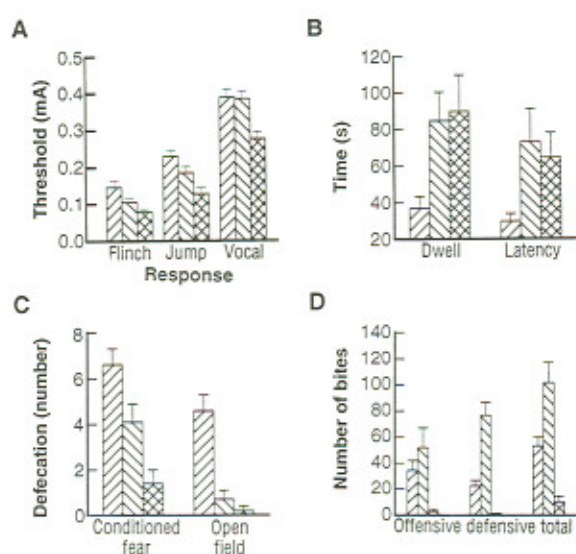 A
Threshold (mA)
0.5
0.4
0.3
0.2
0.1
0.0
Flinch Jump Vocal
Response
B
Time (s)
120
100
80
60
40
20
Dwell Latency
C
Defecation (number)
8
6
4
2
0
Conditioned Open
fear field
D
Number of bites
140
120
100
80
60
40
20
0
Offensive defensive total